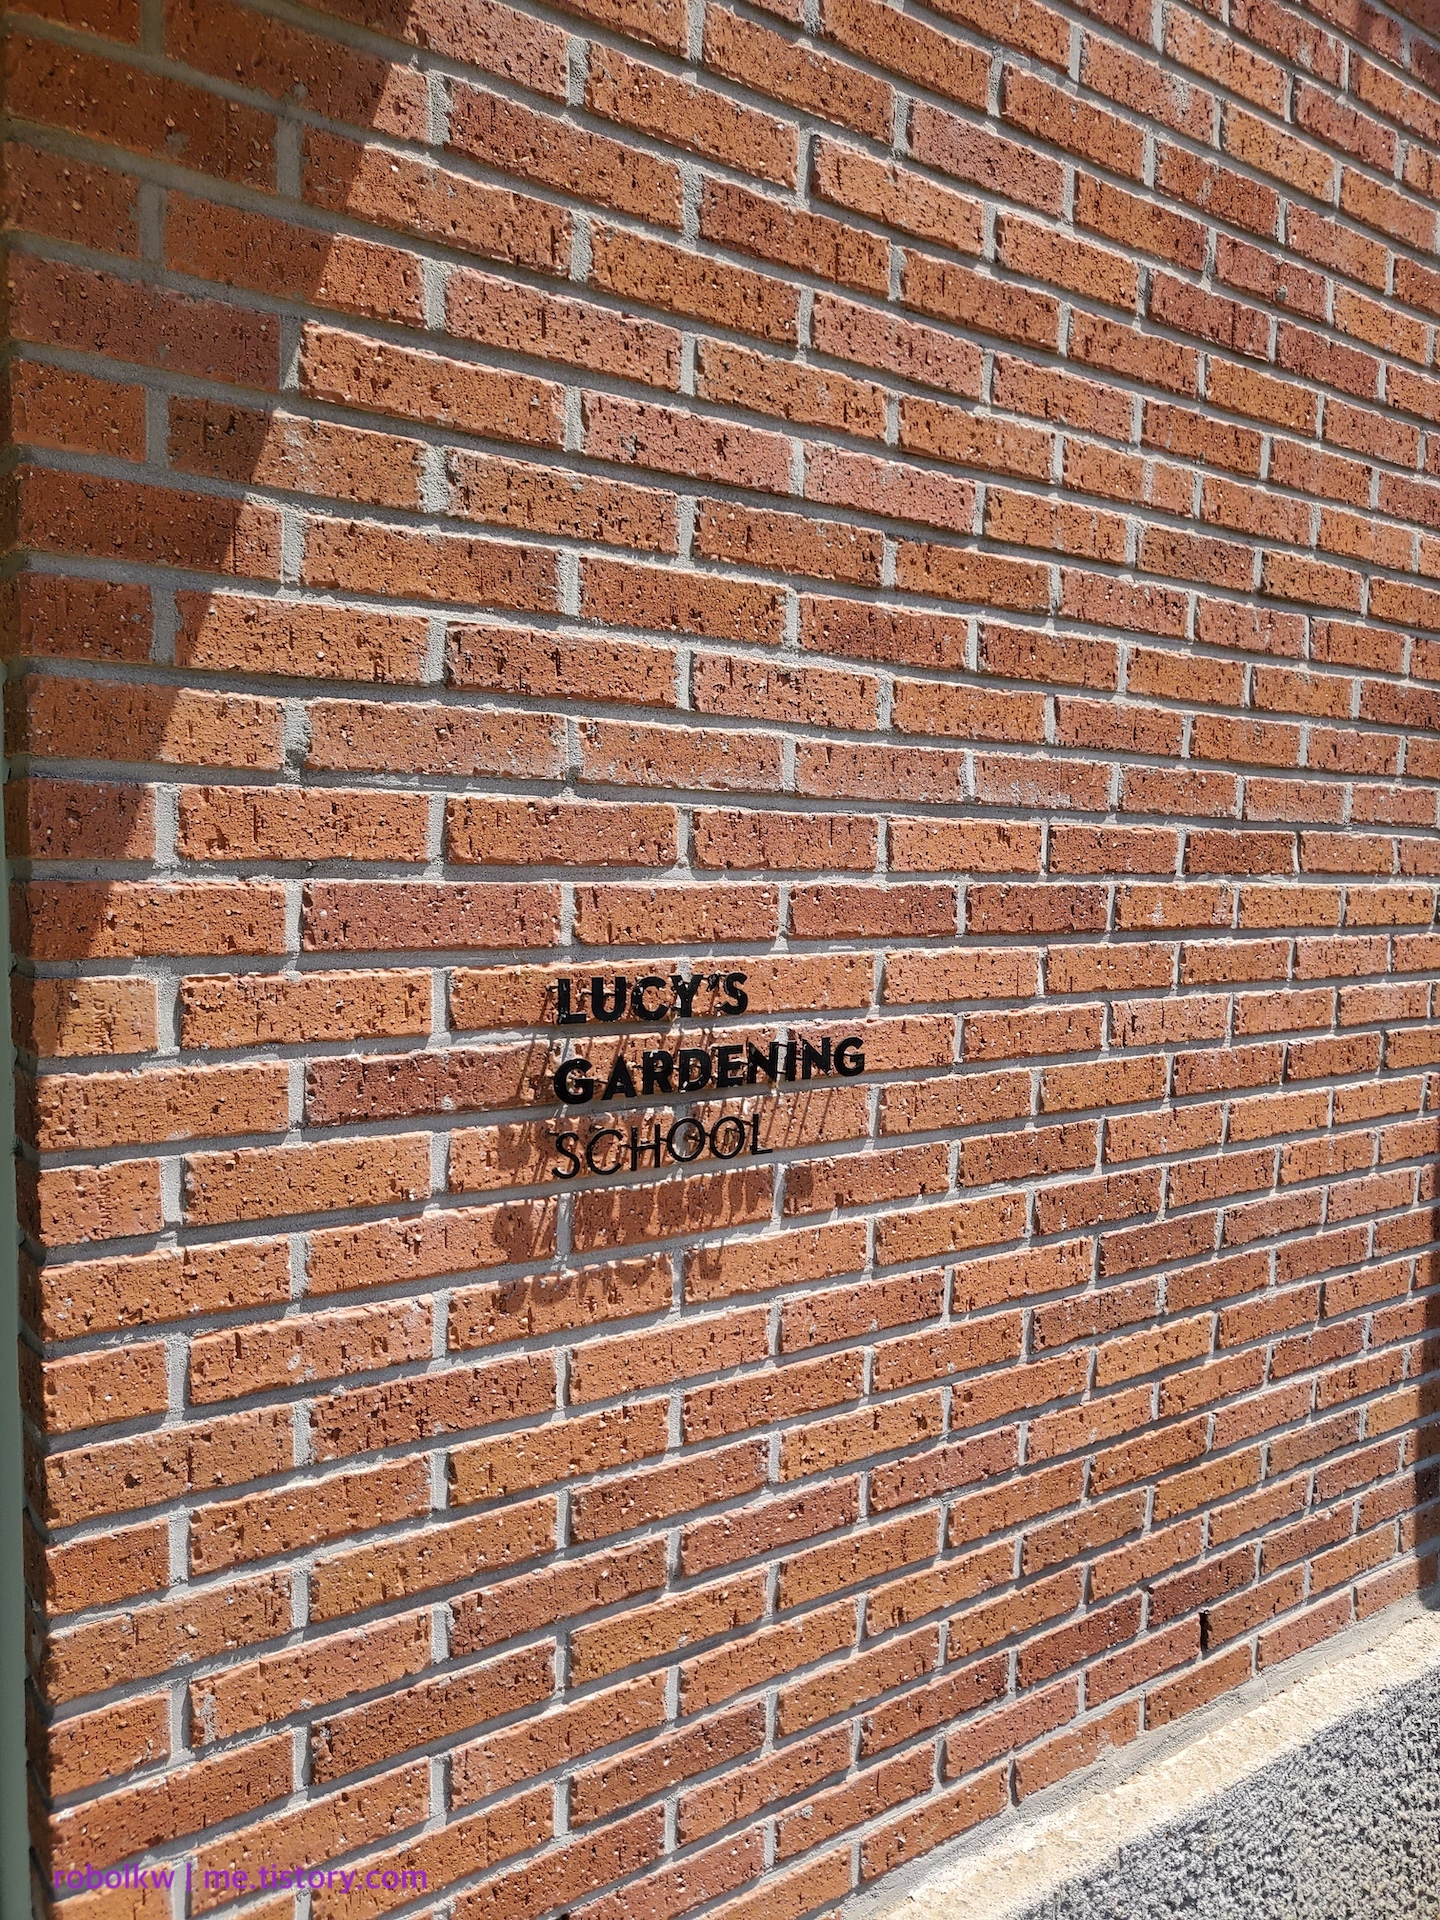 LUCY'S
GARDENING
SCHOOL
robolkw | me.tistory.com